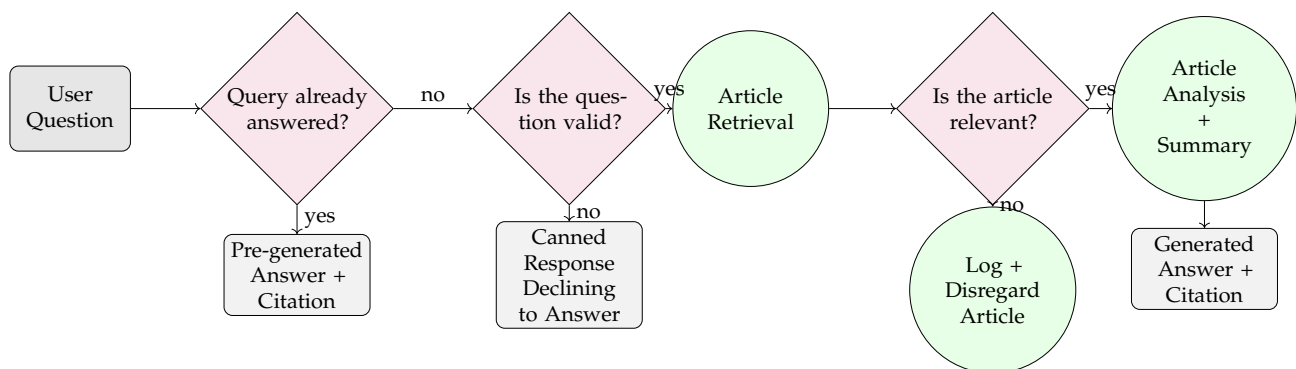 User
Question
Query already
answered?
no
yes
Pre-generated
Answer +
Citation
Is the ques-
tion valid?
yes
no
Canned
Response
Declining
to Answer
Article
Retrieval
Is the article
relevant?
yes
no
Log +
Disregard
Article
Article
Analysis
+
Summary
Generated
Answer +
Citation